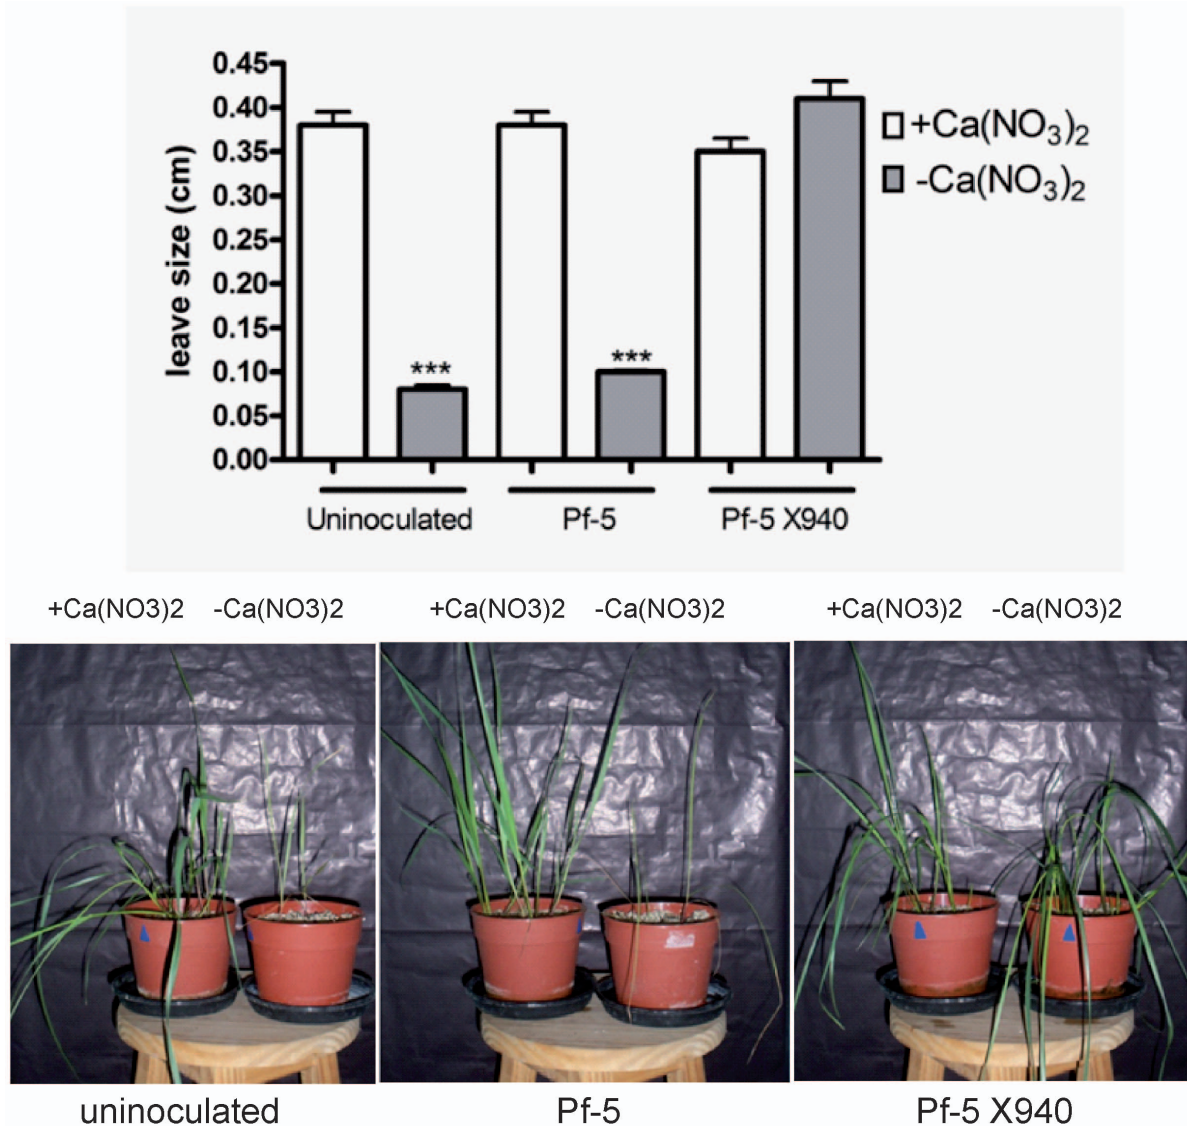 0.45
0.40
0.35
0.30
0.25
0.20
0.15
0.10
0.05
0.00
leave size (cm)
***
***
+Ca(NO3)2
-Ca(NO3)2
Uninoculated Pf-5 Pf-5 X940
+Ca(NO3)2 -Ca(NO3)2 +Ca(NO3)2 -Ca(NO3)2 +Ca(NO3)2 -Ca(NO3)2
uninoculated Pf-5 Pf-5 X940